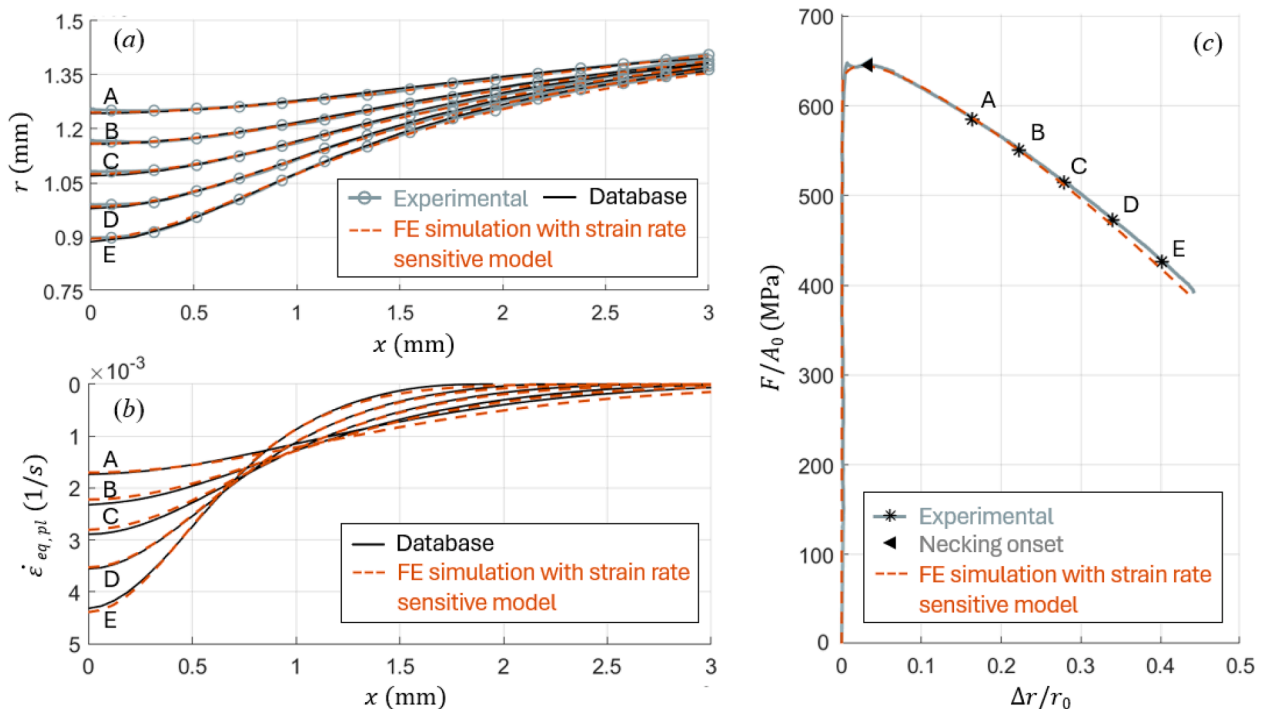 (a)
1.5
1.35
1.2
1.05
0.9
0.75
r (mm)
A
B
C
D
E
Experimental
Database
FE simulation with strain rate
sensitive model
0
0.5
1
1.5
2
2.5
3
x (mm)
×10⁻³
(b)
0
1
2
3
4
5
ε̇ eq,pl (1/s)
A
B
C
D
E
Database
FE simulation with strain rate
sensitive model
0
0.5
1
1.5
2
2.5
3
x (mm)
(c)
700
600
500
400
300
200
100
0
F/A₀ (MPa)
A
B
C
D
E
Experimental
Necking onset
FE simulation with strain rate
sensitive model
0
0.1
0.2
0.3
0.4
0.5
Δr/r₀